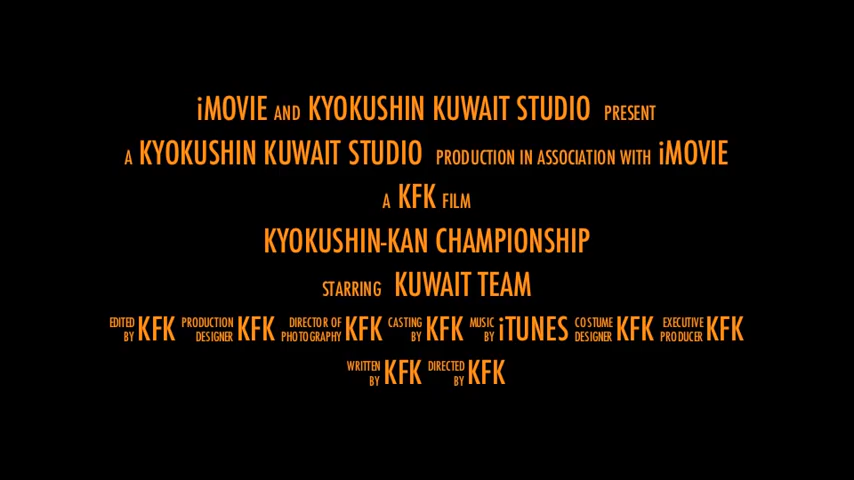 iMOVIE AND KYOKUSHIN KUWAIT STUDIO PRESENT
A KYOKUSHIN KUWAIT STUDIO PRODUCTION IN ASSOCIATION WITH iMOVIE
A KFK FILM
KYOKUSHIN-KAN CHAMPIONSHIP
STARRING KUWAIT TEAM
EDITED BY KFK PRODUCTION DESIGNER KFK DIRECTOR OF PHOTOGRAPHY KFK CASTING BY KFK MUSIC BY iTUNES COSTUME DESIGNER KFK EXECUTIVE PRODUCER KFK
WRITTEN BY KFK DIRECTED BY KFK